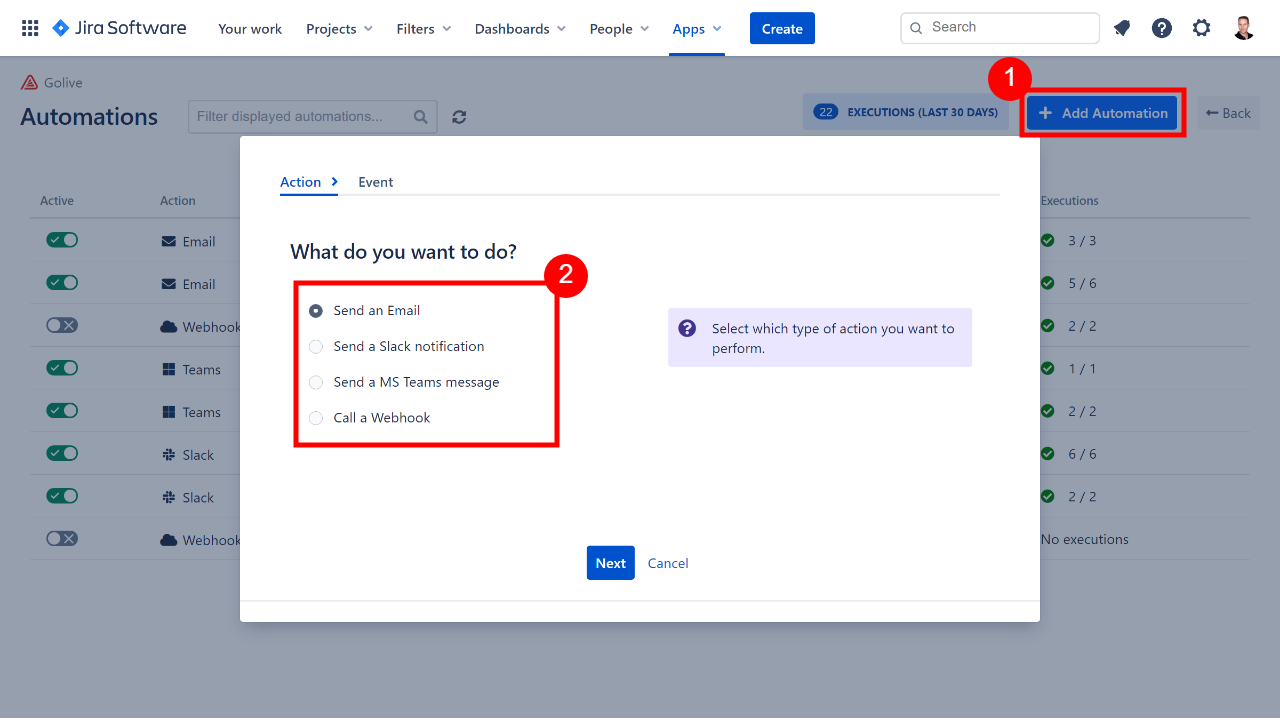 Jira Software Your work Projects Filters Dashboards People Apps Create Search
Golive
1
Automations Filter displayed automations... 22 EXECUTIONS (LAST 30 DAYS) + Add Automation Back
Action Event
Active Action Executions
What do you want to do?
2
Email 3 / 3
Email 5 / 6
Webhook 2 / 2
Teams 1 / 1
Teams 2 / 2
Slack 6 / 6
Slack 2 / 2
Webhook No executions
Send an Email
Send a Slack notification
Send a MS Teams message
Call a Webhook
Select which type of action you want to
perform.
Next Cancel